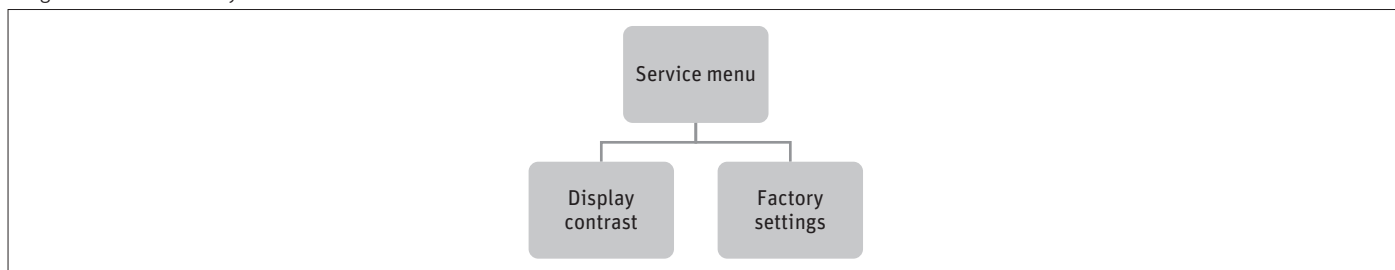 Service menu
Display
contrast
Factory
settings